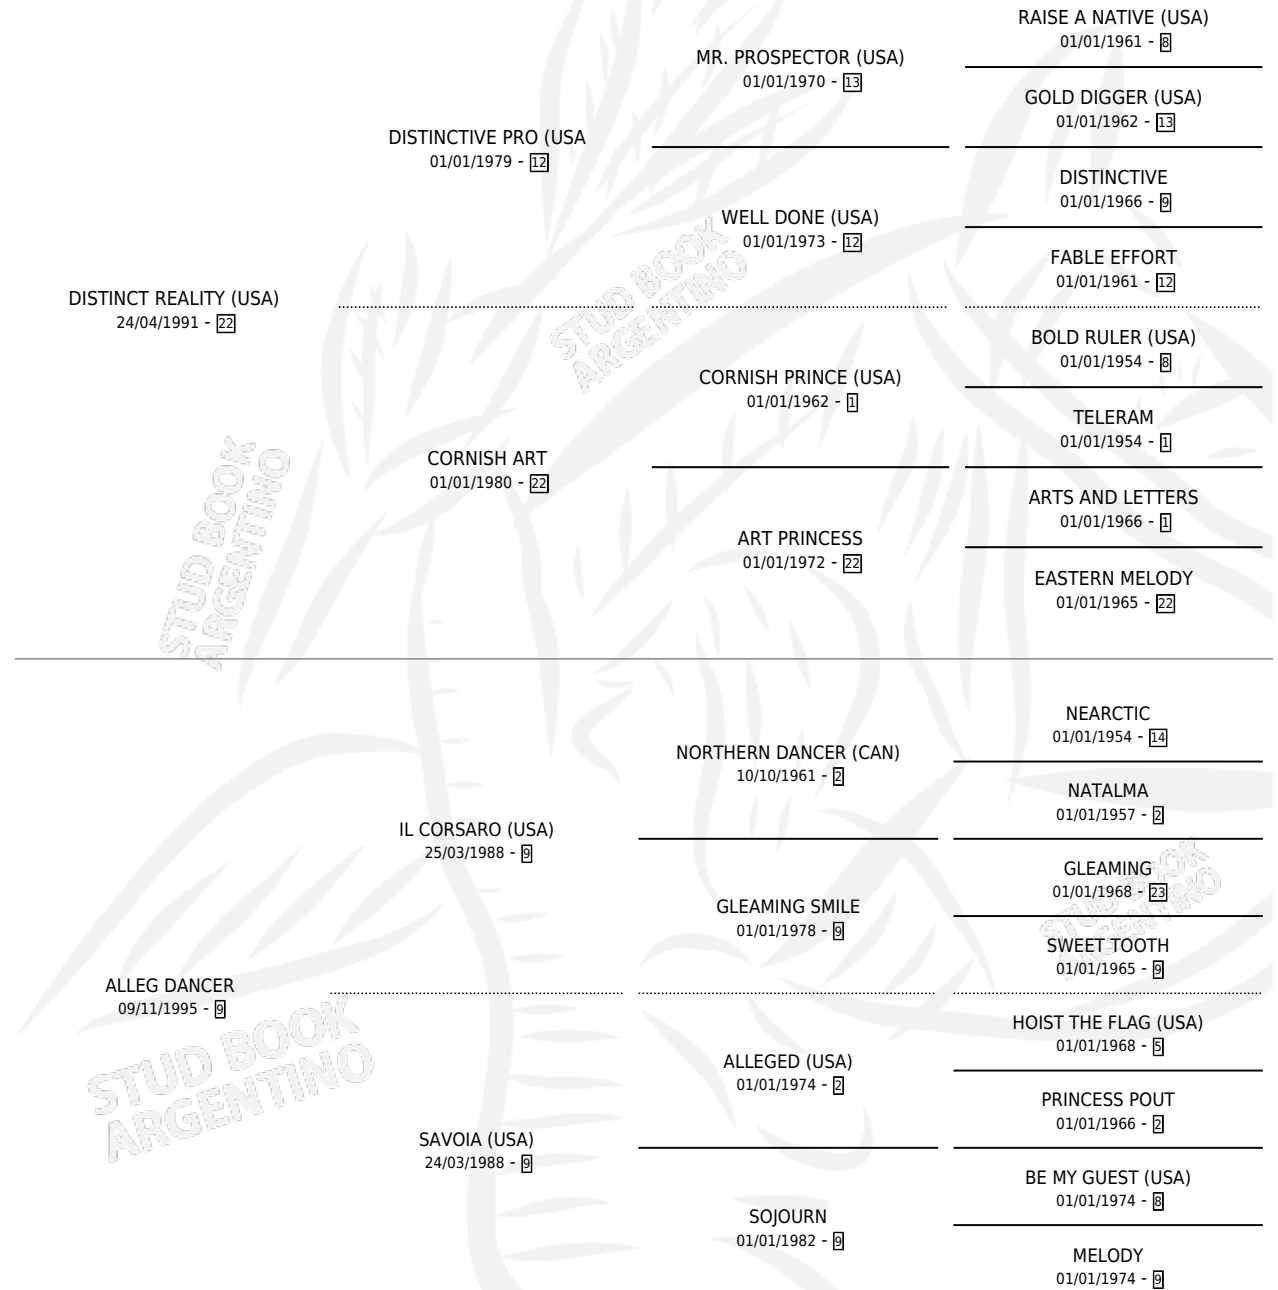 RAISE A NATIVE (USA)
01/01/1961 - 8
MR. PROSPECTOR (USA)
01/01/1970 - 13
GOLD DIGGER (USA)
01/01/1962 - 13
DISTINCTIVE PRO (USA
01/01/1979 - 12
DISTINCTIVE
01/01/1966 - 9
WELL DONE (USA)
01/01/1973 - 12
FABLE EFFORT
01/01/1961 - 12
DISTINCT REALITY (USA)
24/04/1991 - 22
BOLD RULER (USA)
01/01/1954 - 8
CORNISH PRINCE (USA)
01/01/1962 - 1
TELERAM
01/01/1954 - 1
CORNISH ART
01/01/1980 - 22
ARTS AND LETTERS
01/01/1966 - 1
ART PRINCESS
01/01/1972 - 22
EASTERN MELODY
01/01/1965 - 22
NEARCTIC
01/01/1954 - 14
NORTHERN DANCER (CAN)
10/10/1961 - 2
NATALMA
01/01/1957 - 2
IL CORSARO (USA)
25/03/1988 - 9
GLEAMING
01/01/1968 - 23
GLEAMING SMILE
01/01/1978 - 9
SWEET TOOTH
01/01/1965 - 9
ALLEG DANCER
09/11/1995 - 9
HOIST THE FLAG (USA)
01/01/1968 - 5
ALLEGED (USA)
01/01/1974 - 2
PRINCESS POUT
01/01/1966 - 2
SAVOIA (USA)
24/03/1988 - 9
BE MY GUEST (USA)
01/01/1974 - 8
SOJOURN
01/01/1982 - 9
MELODY
01/01/1974 - 9
STUD BOOK
ARGENTINO
STUD BOOK
ARGENTINO
STUD BOOK
ARGENTINO
STUD BOOK
ARGENTINO